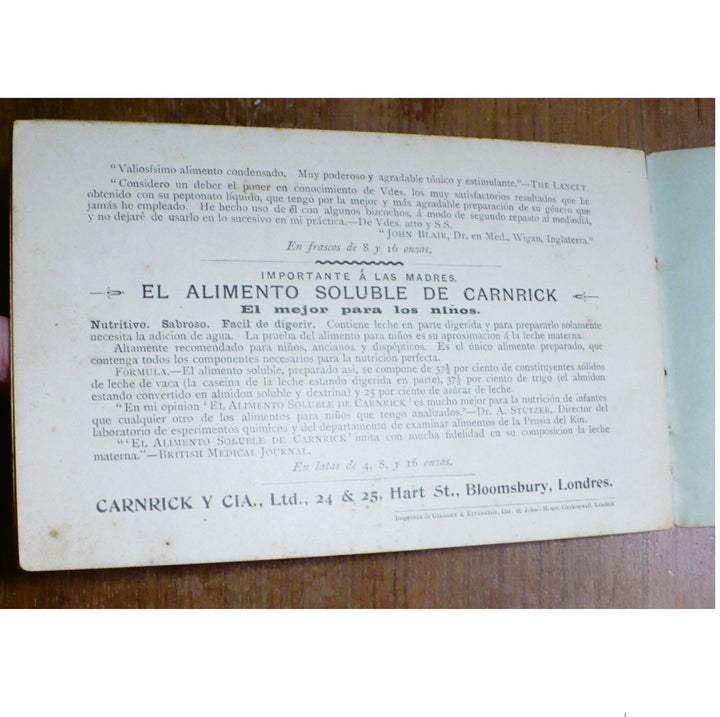 "Valiosísimo alimento condensado. Muy poderoso y agradable tónico y estimulante."—THE LANCET
"Considero un deber el poner en conocimiento de Vdes. los muy satisfactorios resultados que he
obtenido con su peptonato líquido, que tengo por la mejor y más agradable preparación de su género que
jamás he empleado. He hecho uso de él con algunos bizcochos, á modo de segundo repasto al mediodiá,
y no dejaré de usarlo en lo sucesivo en mi práctica.—De Vdes. atto y S.S.
"JOHN BLAIR, Dr. en Med., Wigan, Inglaterra."
En frascos de 8 y 16 onzas.
IMPORTANTE Á LAS MADRES.
EL ALIMENTO SOLUBLE DE CARNRICK
El mejor para los niños.
Nutritivo. Sabroso. Facil de digerir. Contiene leche en parte digerida y para prepararlo solamente
necesita la adicion de agua. La prueba del alimento para niños es su aproximacion á la leche materna.
Altamente recomendado para niños, ancianos y dispépticos. Es el único alimento preparado, que
contenga todos los componentes necesarios para la nutrición perfecta.
FÓRMULA.—El alimento soluble, preparado asi, se compone de 37½ por ciento de constituyentes sólidos
de leche de vaca (la caseina de la leche estando digerida en parte), 37½ por ciento de trigo (el almidon
estando convertido en almidon soluble y dextrina) y 25 por ciento de azúcar de leche.
"En mi opinion 'EL ALIMENTO SOLUBLE DE CARNRICK' es mucho mejor para la nutrición de infantes
que cualquier otro de los alimentos para niños que tengo analizados."—Dr. A. STUTZER, Director del
laboratorio de esperimentos químicos y del departamento de examinar alimentos de la Prusia del Rin.
"'EL ALIMENTO SOLUBLE DE CARNRICK' imita con mucha fidelidad en su composicion la leche
materna."—BRITISH MEDICAL JOURNAL.
En latas de 4, 8, y 16 onzas.
CARNRICK Y CIA., Ltd., 24 & 25, Hart St., Bloomsbury, Londres.
Imprenta de GILBERT & RIVINGTON, Ltd. St. John's House, Clerkenwell, Londres